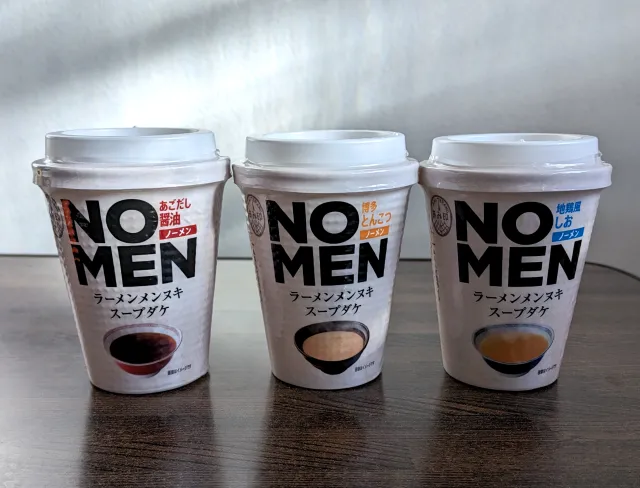 NO
MEN
あごだし
醤油
ノーメン
ラーメンメンヌキ
スープダケ
NO
MEN
博多
とんこつ
ノーメン
ラーメンメンヌキ
スープダケ
NO
MEN
地鶏風
しお
ノーメン
ラーメンメンヌキ
スープダケ